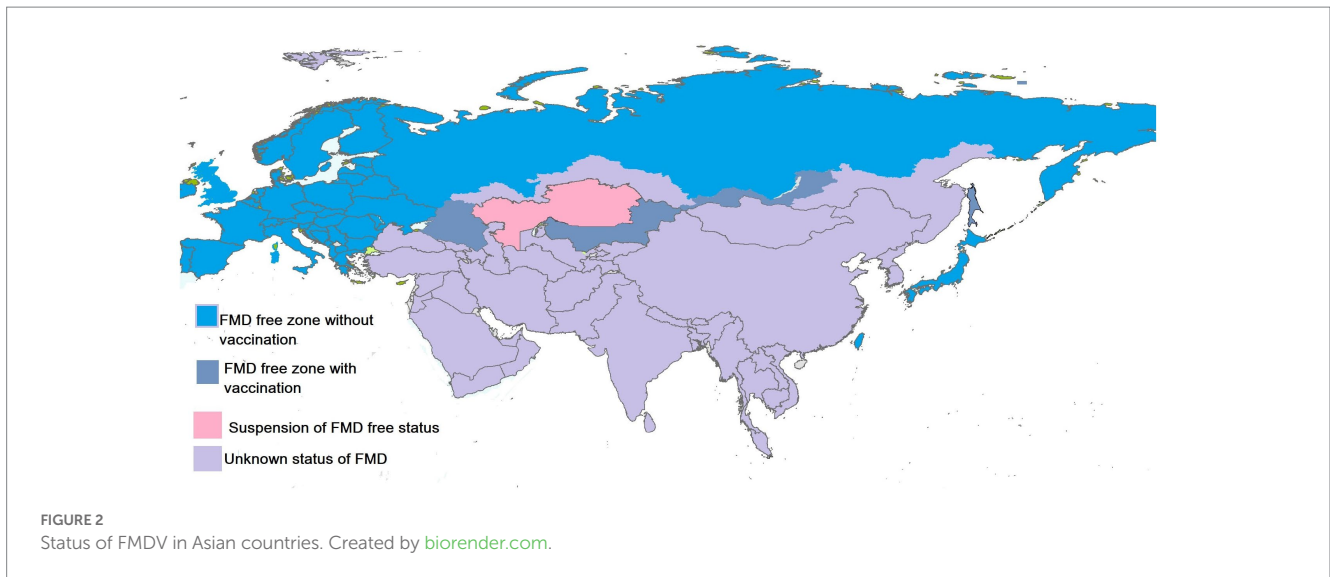 FMD free zone without
vaccination
FMD free zone with
vaccination
Suspension of FMD free status
Unknown status of FMD
FIGURE 2
Status of FMDV in Asian countries. Created by biorender.com.